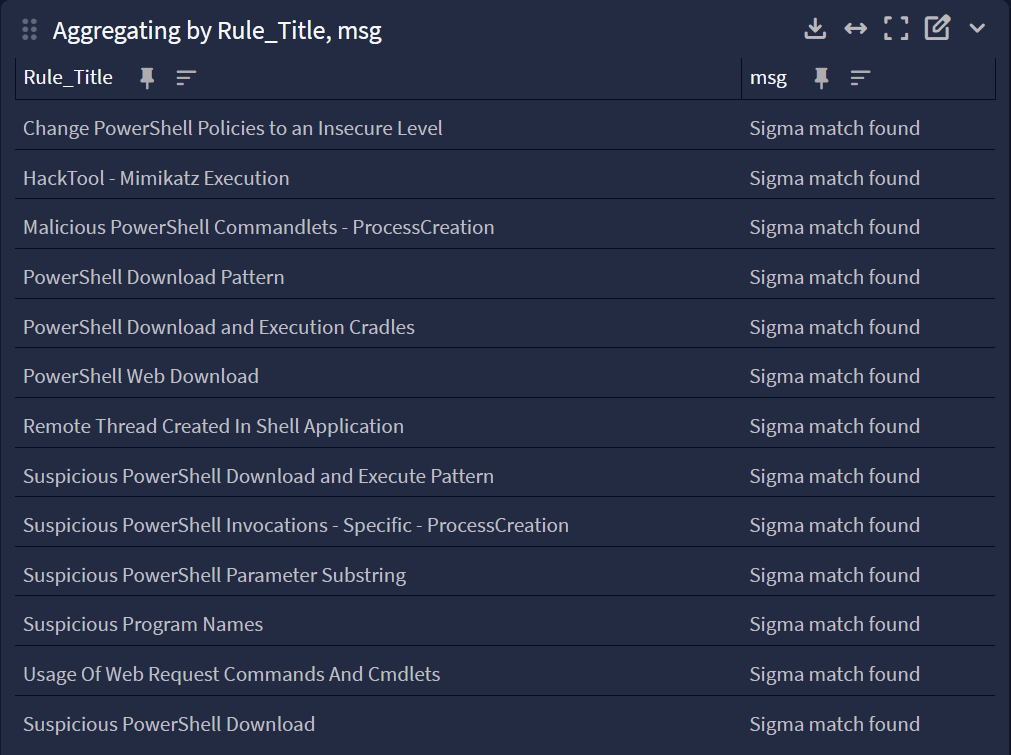 Aggregating by Rule_Title, msg
Rule_Title msg
Change PowerShell Policies to an Insecure Level Sigma match found
HackTool - Mimikatz Execution Sigma match found
Malicious PowerShell Commandlets - ProcessCreation Sigma match found
PowerShell Download Pattern Sigma match found
PowerShell Download and Execution Cradles Sigma match found
PowerShell Web Download Sigma match found
Remote Thread Created In Shell Application Sigma match found
Suspicious PowerShell Download and Execute Pattern Sigma match found
Suspicious PowerShell Invocations - Specific - ProcessCreation Sigma match found
Suspicious PowerShell Parameter Substring Sigma match found
Suspicious Program Names Sigma match found
Usage Of Web Request Commands And Cmdlets Sigma match found
Suspicious PowerShell Download Sigma match found